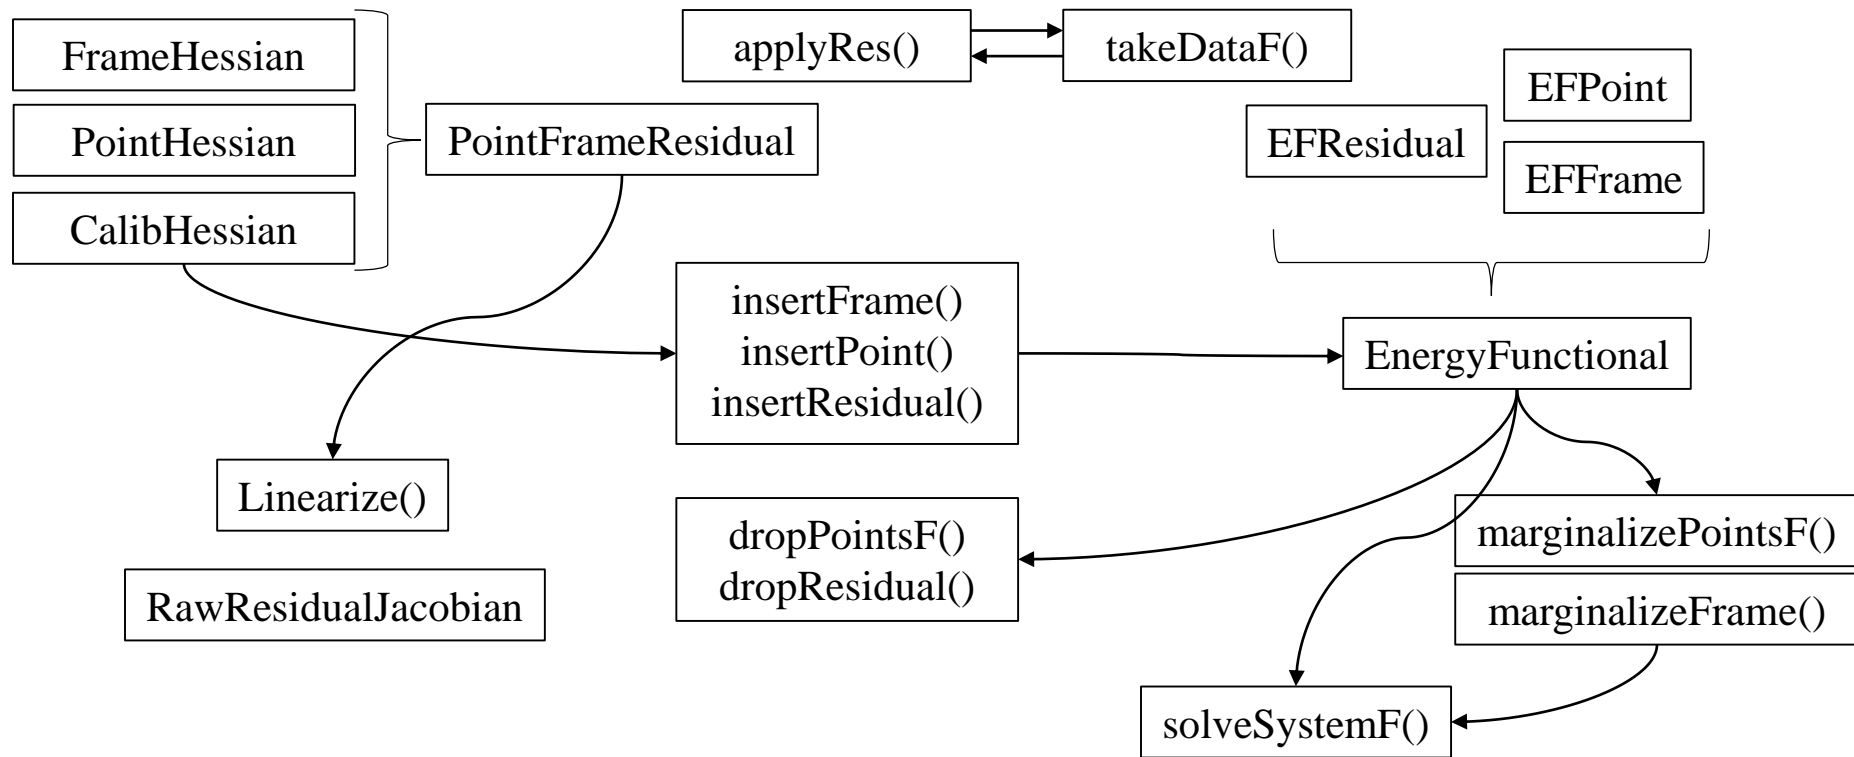 FrameHessian
PointHessian
CalibHessian
PointFrameResidual
applyRes()
takeDataF()
EFResidual
EFPoint
EFFrame
insertFrame()
insertPoint()
insertResidual()
EnergyFunctional
Linearize()
RawResidualJacobian
dropPointsF()
dropResidual()
marginalizePointsF()
marginalizeFrame()
solveSystemF()